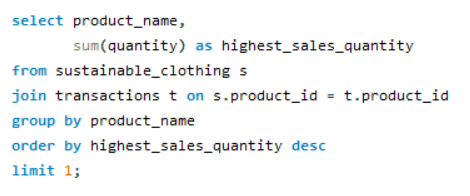 select product_name,
       sum(quantity) as highest_sales_quantity
from sustainable_clothing s
join transactions t on s.product_id = t.product_id
group by product_name
order by highest_sales_quantity desc
limit 1;